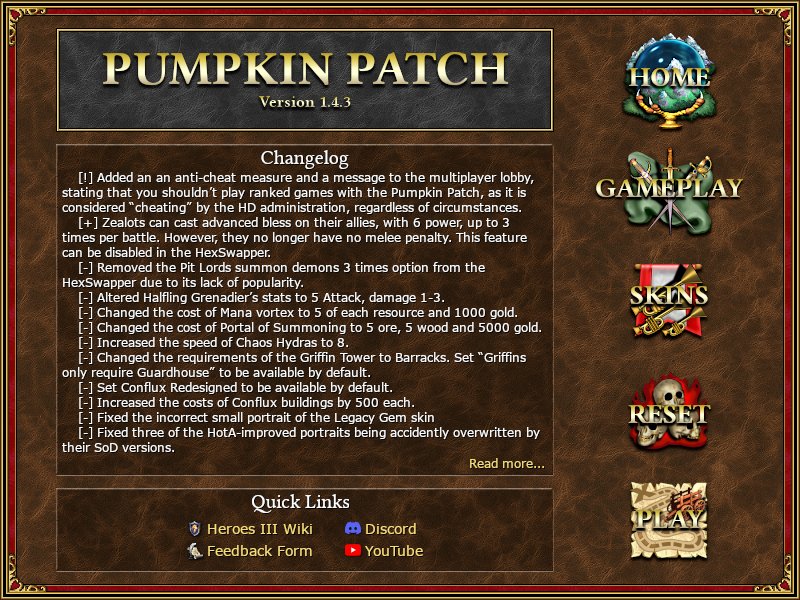 PUMPKIN PATCH
Version 1.4.3
Changelog
[!] Added an an anti-cheat measure and a message to the multiplayer lobby,
stating that you shouldn’t play ranked games with the Pumpkin Patch, as it is
considered “cheating” by the HD administration, regardless of circumstances.
[+] Zealots can cast advanced bless on their allies, with 6 power, up to 3
times per battle. However, they no longer have no melee penalty. This feature
can be disabled in the HexSwapper.
[-] Removed the Pit Lords summon demons 3 times option from the
HexSwapper due to its lack of popularity.
[-] Altered Halfling Grenadier’s stats to 5 Attack, damage 1-3.
[-] Changed the cost of Mana vortex to 5 of each resource and 1000 gold.
[-] Changed the cost of Portal of Summoning to 5 ore, 5 wood and 5000 gold.
[-] Increased the speed of Chaos Hydras to 8.
[-] Changed the requirements of the Griffin Tower to Barracks. Set “Griffins
only require Guardhouse” to be available by default.
[-] Set Conflux Redesigned to be available by default.
[-] Increased the costs of Conflux buildings by 500 each.
[-] Fixed the incorrect small portrait of the Legacy Gem skin
[-] Fixed three of the HotA-improved portraits being accidently overwritten by
their SoD versions.
Read more...
Quick Links
Heroes III Wiki
Discord
Feedback Form
YouTube
HOME
GAMEPLAY
SKINS
RESET
PLAY